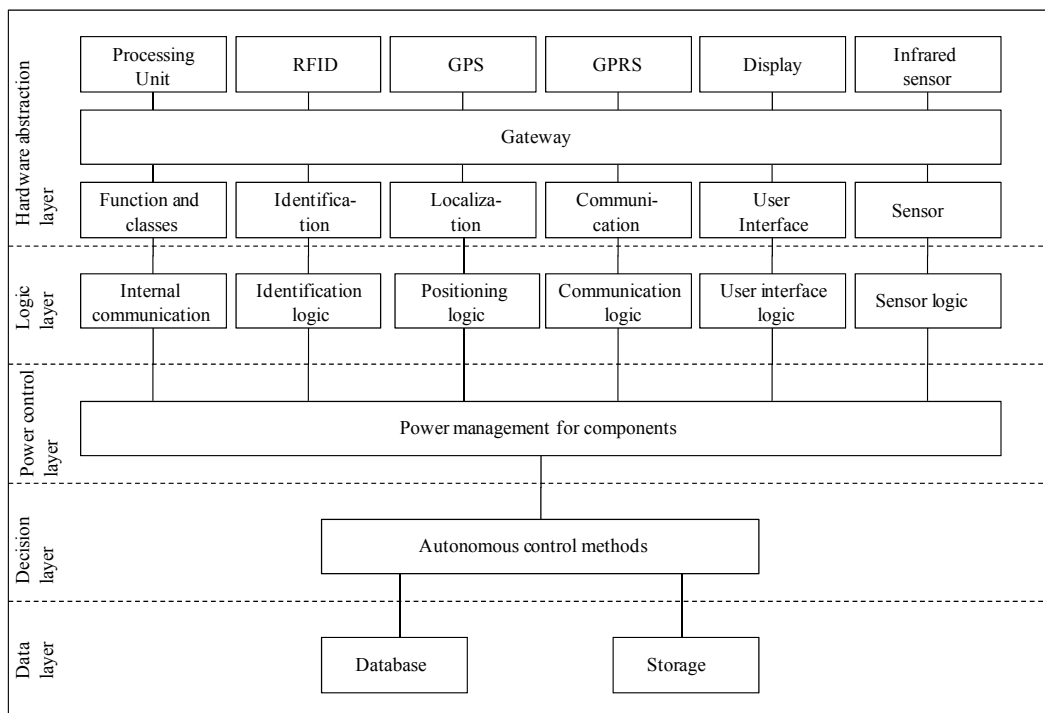 Hardware abstraction
layer
Processing
Unit
RFID
GPS
GPRS
Display
Infrared
sensor
Gateway
Function and
classes
Identifica-
tion
Localiza-
tion
Communi-
cation
User
Interface
Sensor
Logic
layer
Internal
communication
Identification
logic
Positioning
logic
Communication
logic
User interface
logic
Sensor logic
Power control
layer
Power management for components
Decision
layer
Autonomous control methods
Data
layer
Database
Storage